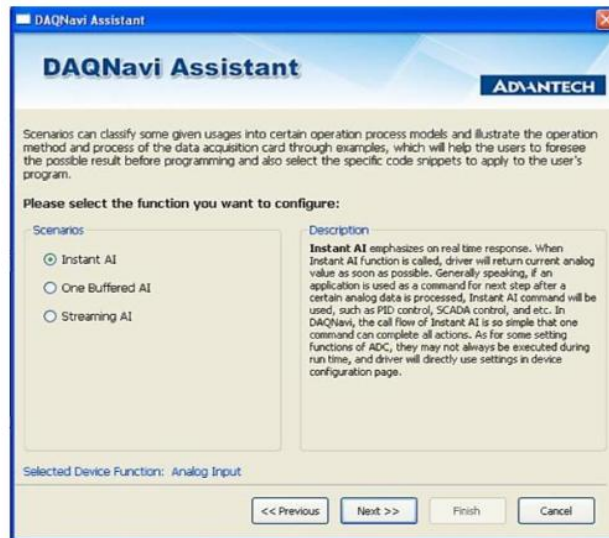 DAQNavi Assistant
DAQNavi Assistant
ADVANTECH
Scenarios can classify some given usages into certain operation process models and illustrate the operation
method and process of the data acquisition card through examples, which will help the users to foresee
the possible result before programming and also select the specific code snippets to apply to the user's
program.
Please select the function you want to configure:
Scenarios
Instant AI
One Buffered AI
Streaming AI
Description
Instant AI emphasizes on real time response. When
Instant AI function is called, driver will return current analog
value as soon as possible. Generally speaking, if an
application is used as a command for next step after a
certain analog data is processed, Instant AI command will be
used, such as PID control, SCADA control, and etc. In
DAQNavi, the call flow of Instant AI is so simple that one
command can complete all actions. As for some setting
functions of ADC, they may not always be executed during
run time, and driver will directly use settings in device
configuration page.
Selected Device Function: Analog Input
<< Previous
Next >>
Finish
Cancel